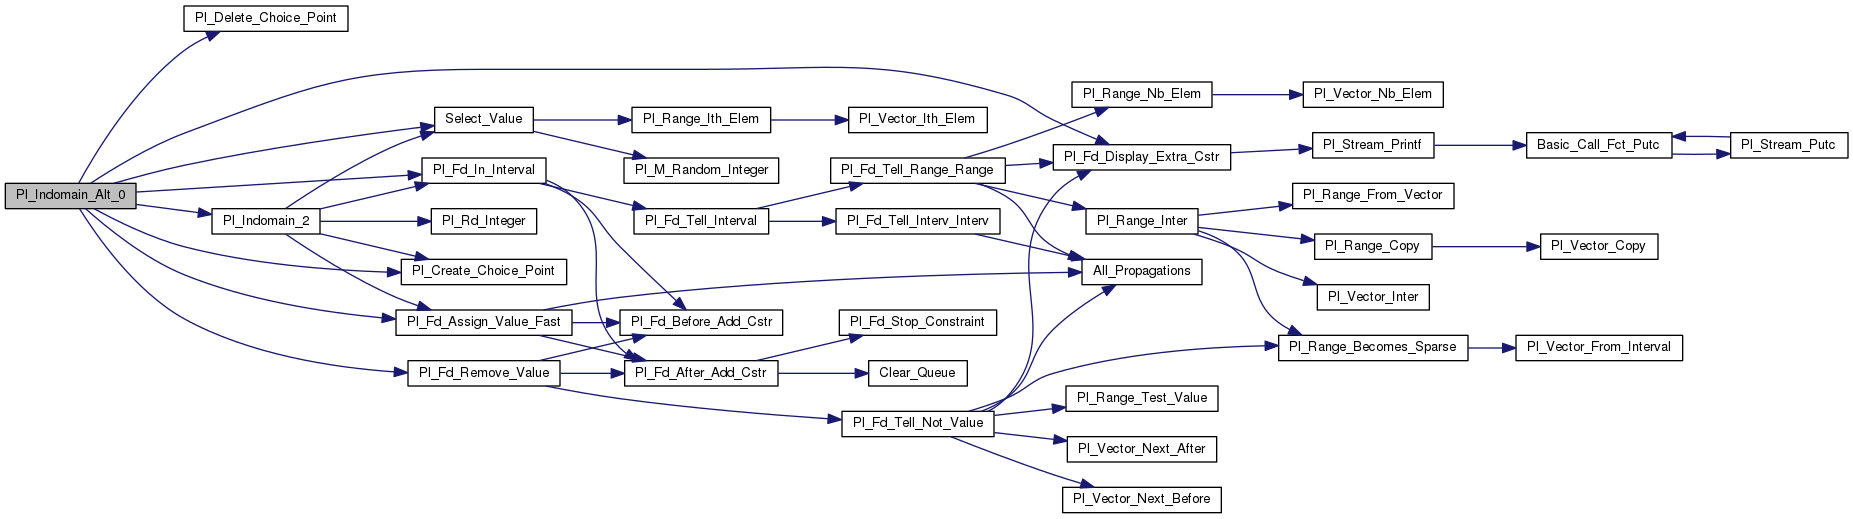 Pl_Delete_Choice_Point
Pl_Range_Nb_Elem
Pl_Vector_Nb_Elem
Select_Value
Pl_Range_Ith_Elem
Pl_Vector_Ith_Elem
Pl_Fd_Display_Extra_Cstr
Pl_Stream_Printf
Basic_Call_Fct_Putc
Pl_Stream_Putc
Pl_Fd_In_Interval
Pl_M_Random_Integer
Pl_Fd_Tell_Range_Range
Pl_Indomain_Alt_0
Pl_Range_From_Vector
Pl_Indomain_2
Pl_Rd_Integer
Pl_Fd_Tell_Interval
Pl_Fd_Tell_Interv_Interv
Pl_Range_Inter
Pl_Range_Copy
Pl_Vector_Copy
Pl_Create_Choice_Point
All_Propagations
Pl_Vector_Inter
Pl_Fd_Assign_Value_Fast
Pl_Fd_Before_Add_Cstr
Pl_Fd_Stop_Constraint
Pl_Range_Becomes_Sparse
Pl_Vector_From_Interval
Pl_Fd_Remove_Value
Pl_Fd_After_Add_Cstr
Clear_Queue
Pl_Range_Test_Value
Pl_Fd_Tell_Not_Value
Pl_Vector_Next_After
Pl_Vector_Next_Before